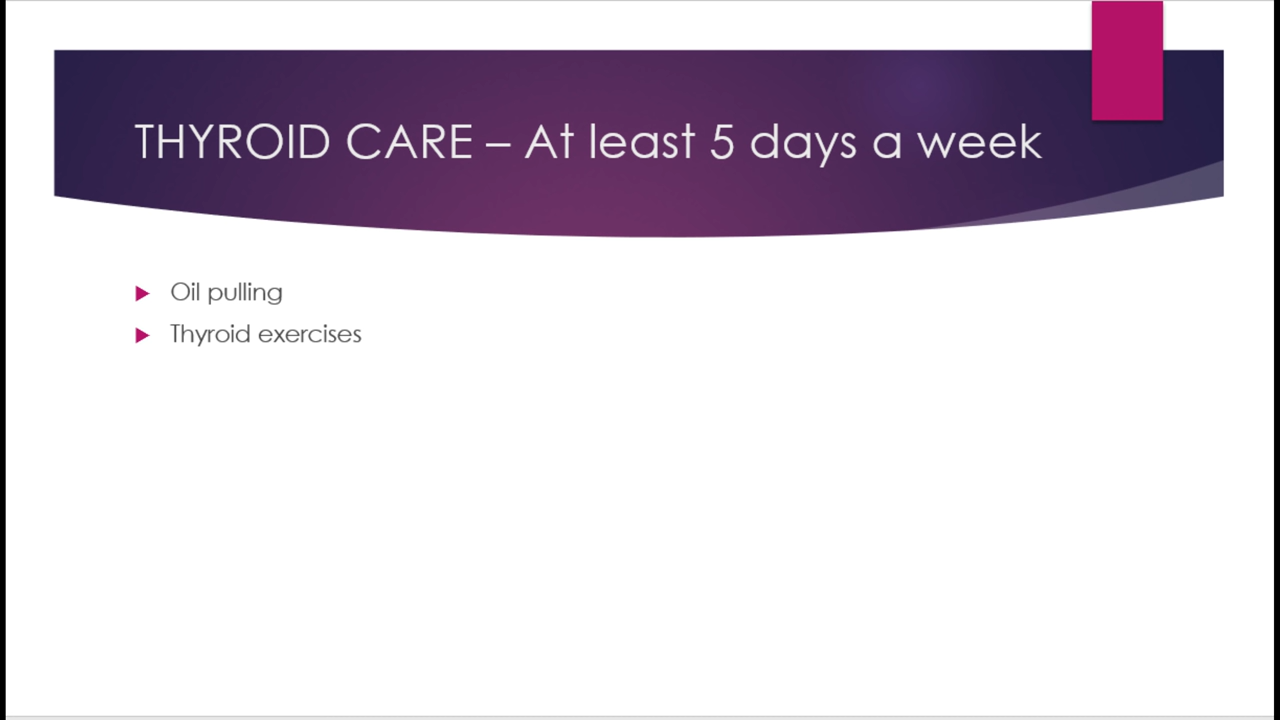 THYROID CARE – At least 5 days a week
Oil pulling
Thyroid exercises